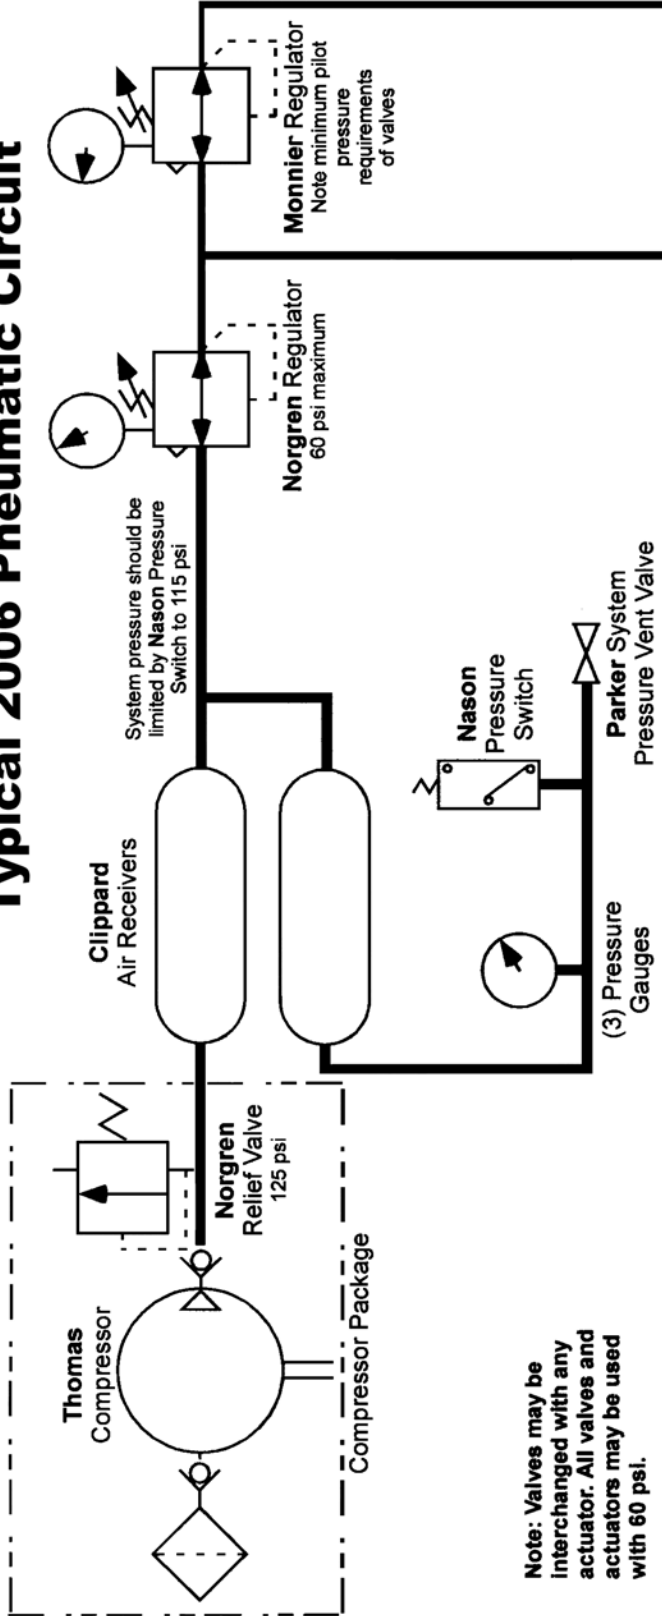 Typical 2006 Pneumatic Circuit
Thomas
Compressor
Norgren
Relief Valve
125 psi
Compressor Package
Clippard
Air Receivers
System pressure should be
limited by Nason Pressure
Switch to 115 psi
Norgren Regulator
60 psi maximum
Monnier Regulator
Note minimum pilot
pressure
requirements
of valves
(3) Pressure
Gauges
Nason
Pressure
Switch
Parker System
Pressure Vent Valve
Note: Valves may be
interchanged with any
actuator. All valves and
actuators may be used
with 60 psi.